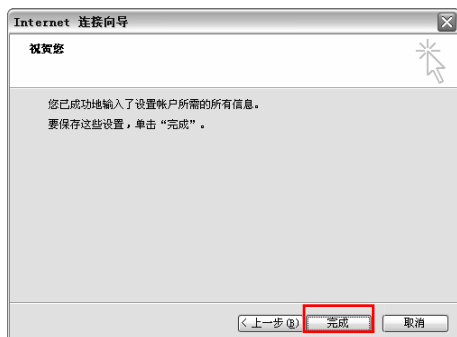 Internet 连接向导
祝贺您
您已成功地输入了设置帐户所需的所有信息。
要保存这些设置，单击“完成”。
< 上一步(B)
完成
取消